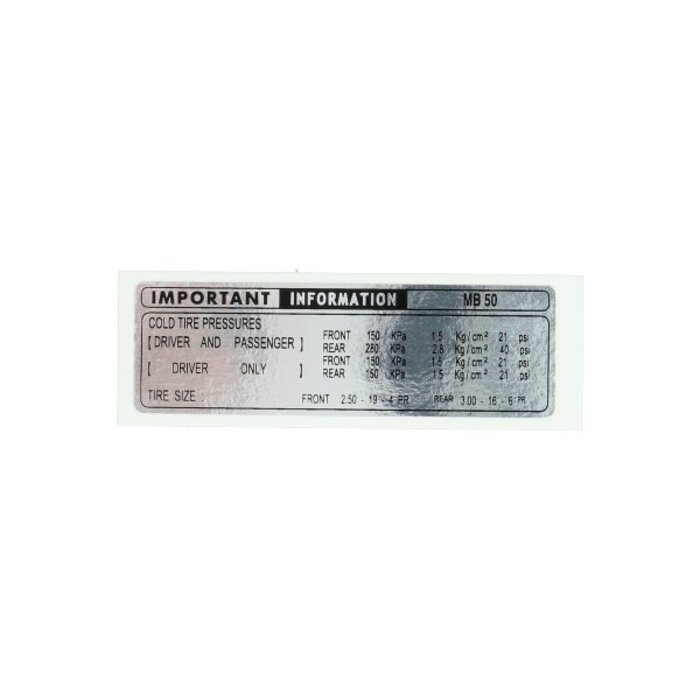 IMPORTANT INFORMATION MB 50
COLD TIRE PRESSURES
[ DRIVER AND PASSENGER ] FRONT 150 KPa 1.5 Kg/cm² 21 psi
REAR 280 KPa 2.8 Kg/cm² 40 psi
[ DRIVER ONLY ] FRONT 150 KPa 1.5 Kg/cm² 21 psi
REAR 150 KPa 1.5 Kg/cm² 21 psi
TIRE SIZE : FRONT 2.50 - 19 - 4 PR REAR 3.00 - 16 - 6 PR